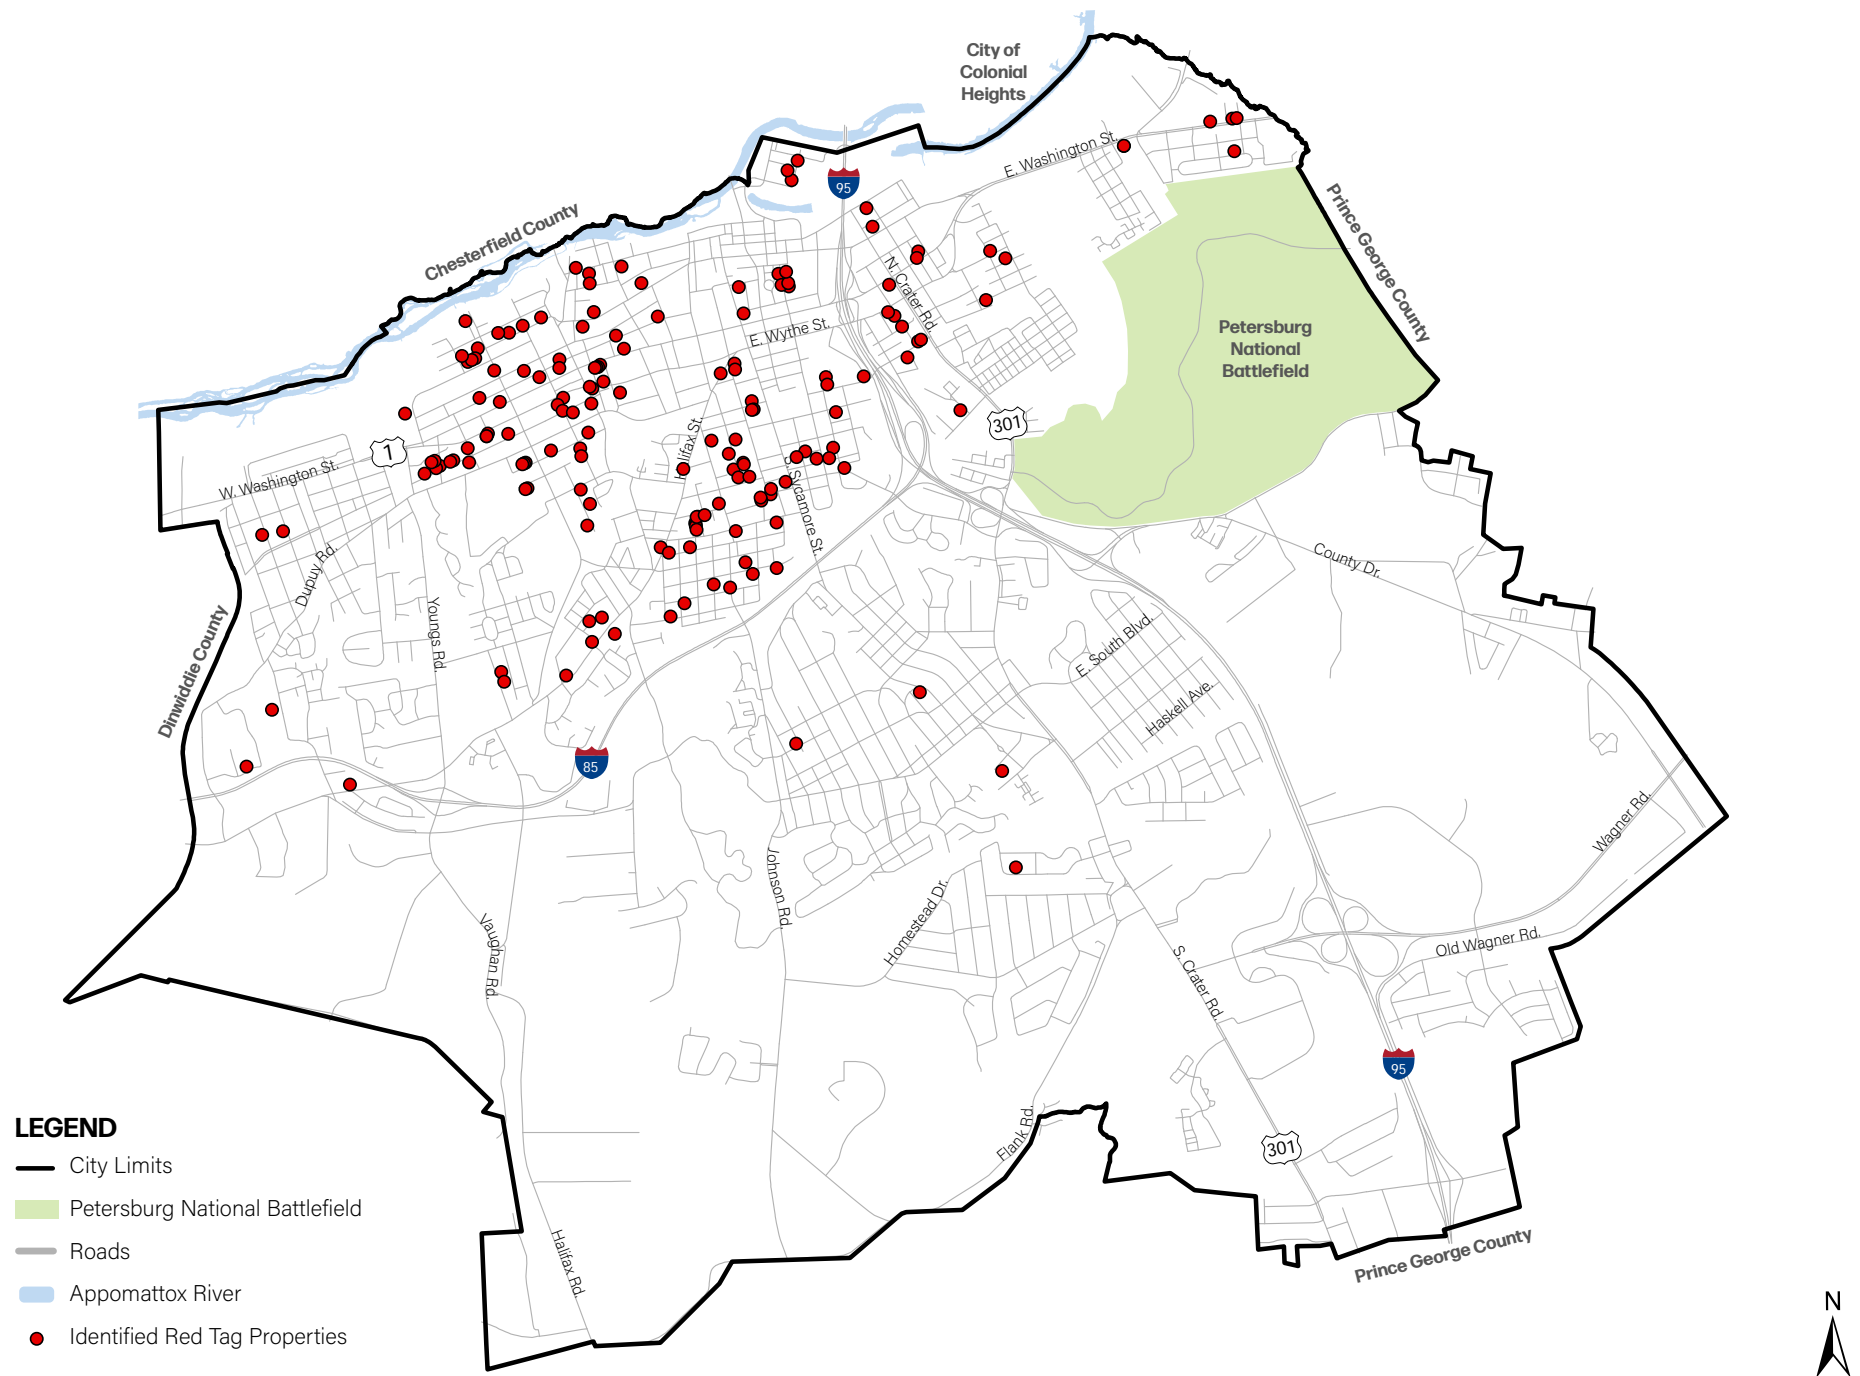 City of
Colonial
Heights
E. Washington St.
95
Chesterfield County
Prince George County
N. Crater Rd.
E. Wythe St.
Petersburg
National
Battlefield
301
Halifax St.
1
W. Washington St.
S. Sycamore St.
Dupuy Rd.
County Dr.
Youngs Rd.
Dinwiddie County
E. South Blvd.
Haskell Ave.
85
Wagner Rd.
Johnson Rd.
Homestead Dr.
Vaughan Rd.
Old Wagner Rd.
S. Crater Rd.
95
Flank Rd.
301
Halifax Rd.
Prince George County
LEGEND
City Limits
Petersburg National Battlefield
Roads
Appomattox River
Identified Red Tag Properties
N